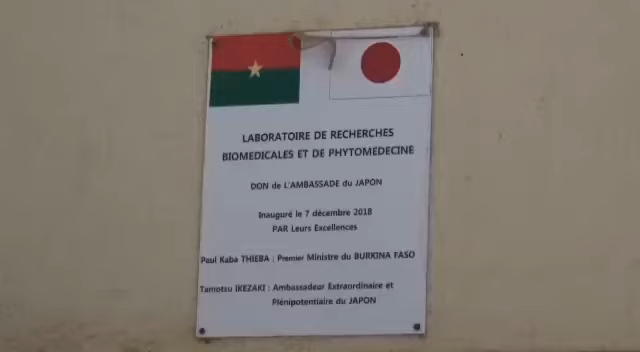 LABORATOIRE DE RECHERCHES
BIOMEDICALES ET DE PHYTOMEDECINE
DON de L'AMBASSADE du JAPON
Inauguré le 7 décembre 2018
PAR Leurs Excellences
Paul Kaba THIEBA : Premier Ministre du BURKINA FASO
Tamotsu IKEZAKI : Ambassadeur Extraordinaire et
Plénipotentiaire du JAPON